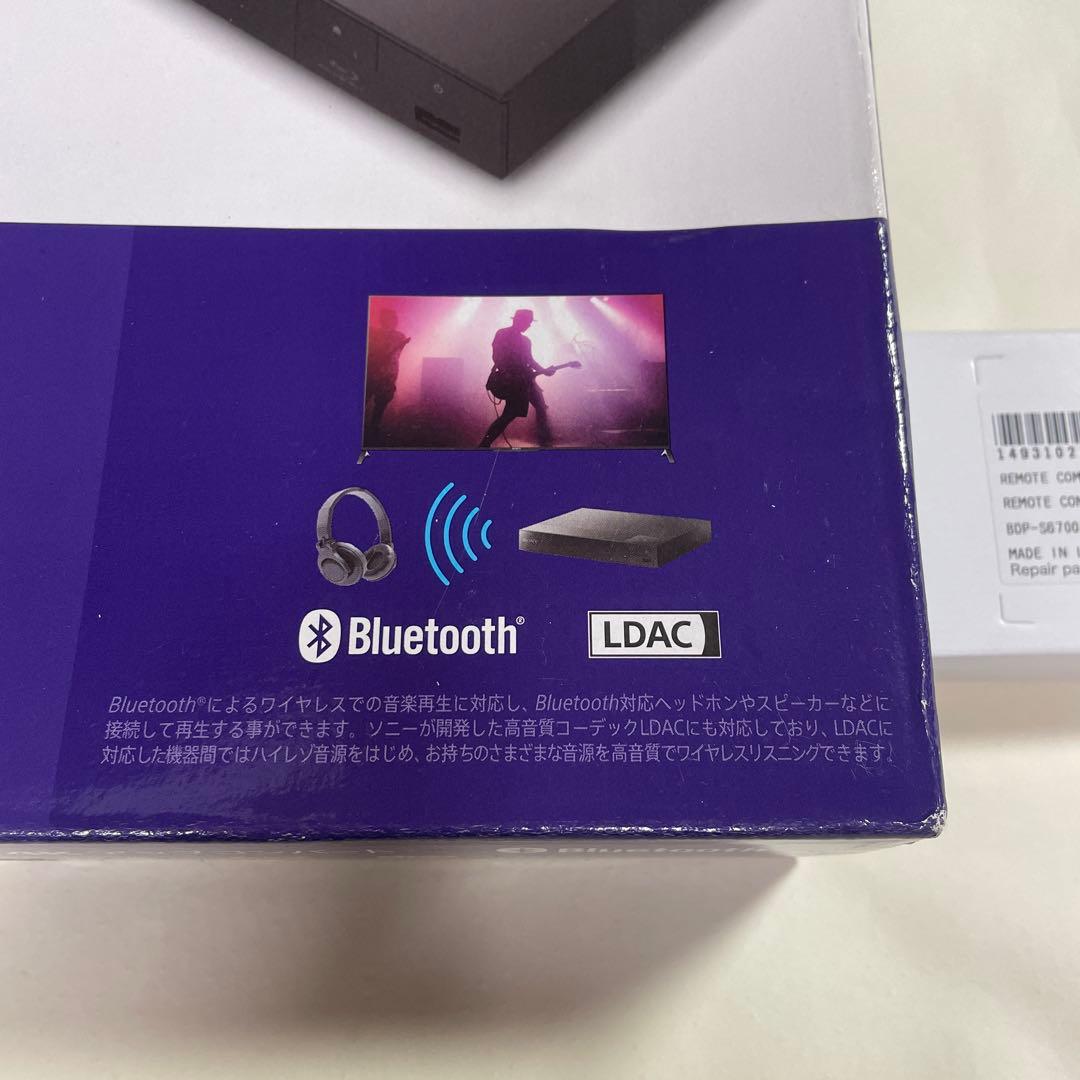 Bluetooth®
LDAC
Bluetooth®によるワイヤレスでの音楽再生に対応し、Bluetooth対応ヘッドホンやスピーカーなどに
接続して再生する事ができます。ソニーが開発した高音質コーデックLDACにも対応しており、LDACに
対応した機器間ではハイレゾ音源をはじめ、お持ちのさまざまな音源を高音質でワイヤレスリスニングできます。
Bluetooth
1493102
REMOTE COM
REMOTE CON
BDP-S6700
MADE IN
Repair pa